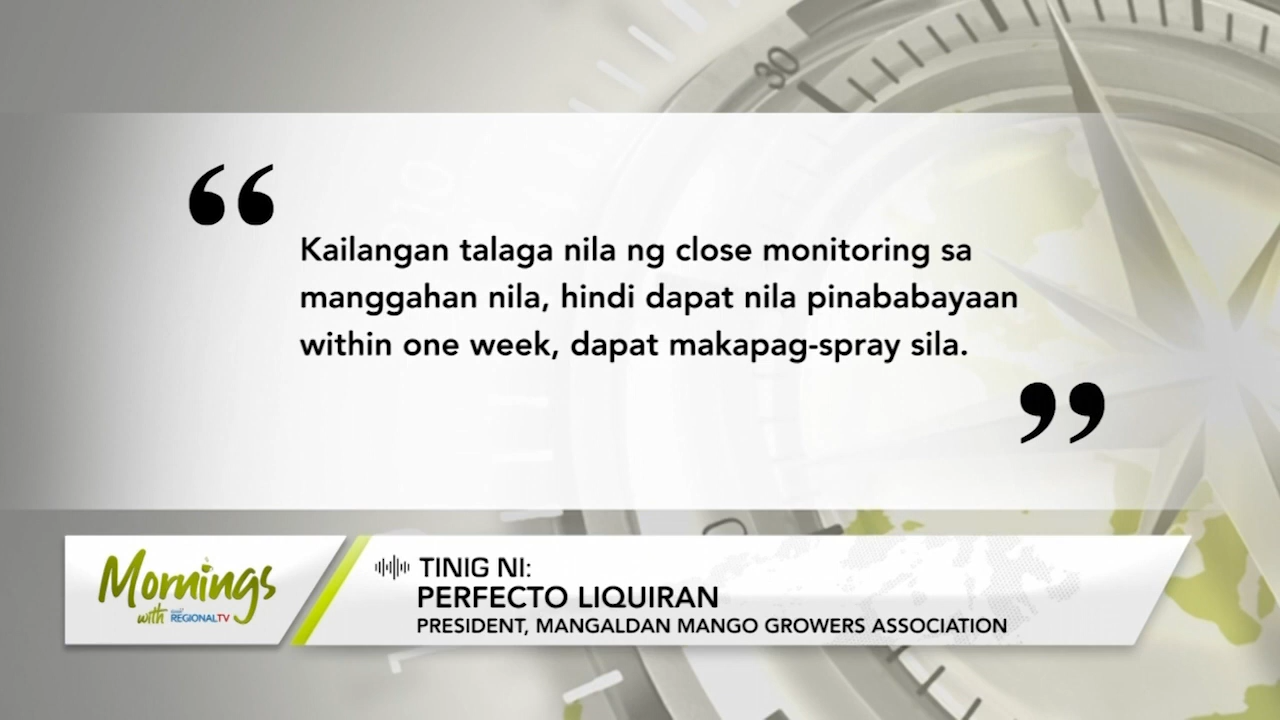 30
“
Kailangan talaga nila ng close monitoring sa
manggahan nila, hindi dapat nila pinababayaan
within one week, dapat makapag-spray sila.
”
Mornings
with REGIONALTV
TINIG NI:
PERFECTO LIQUIRAN
PRESIDENT, MANGALDAN MANGO GROWERS ASSOCIATION